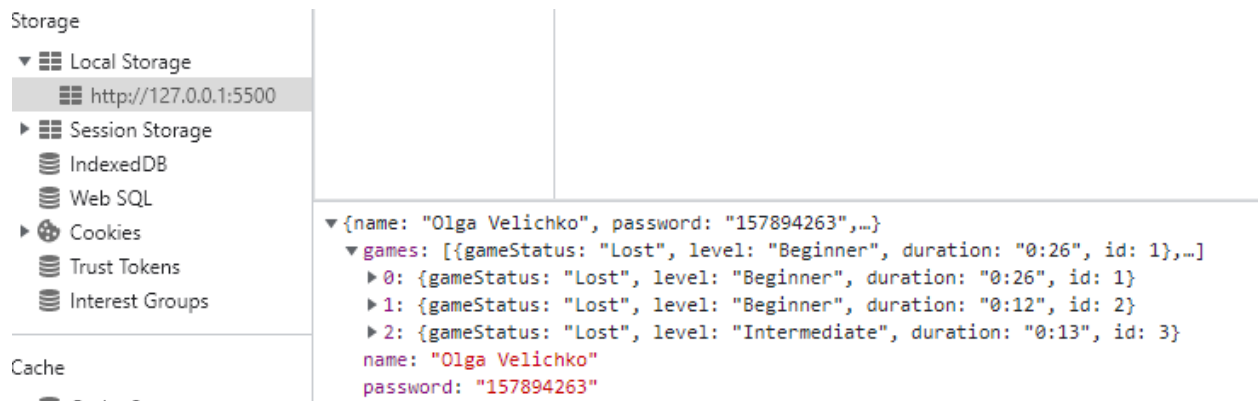 Storage
Local Storage
http://127.0.0.1:5500
Session Storage
IndexedDB
Web SQL
Cookies
Trust Tokens
Interest Groups
Cache
{name: "Olga Velichko", password: "157894263",…}
games: [{gameStatus: "Lost", level: "Beginner", duration: "0:26", id: 1},…]
0: {gameStatus: "Lost", level: "Beginner", duration: "0:26", id: 1}
1: {gameStatus: "Lost", level: "Beginner", duration: "0:12", id: 2}
2: {gameStatus: "Lost", level: "Intermediate", duration: "0:13", id: 3}
name: "Olga Velichko"
password: "157894263"